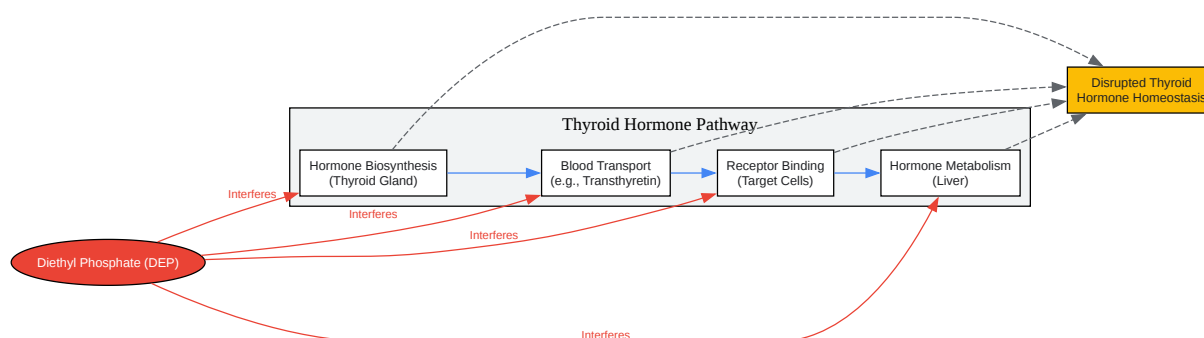 Disrupted Thyroid
Hormone Homeostasis
Thyroid Hormone Pathway
Hormone Biosynthesis
(Thyroid Gland)
Blood Transport
(e.g., Transthyretin)
Receptor Binding
(Target Cells)
Hormone Metabolism
(Liver)
Interferes
Interferes
Interferes
Diethyl Phosphate (DEP)
Interferes